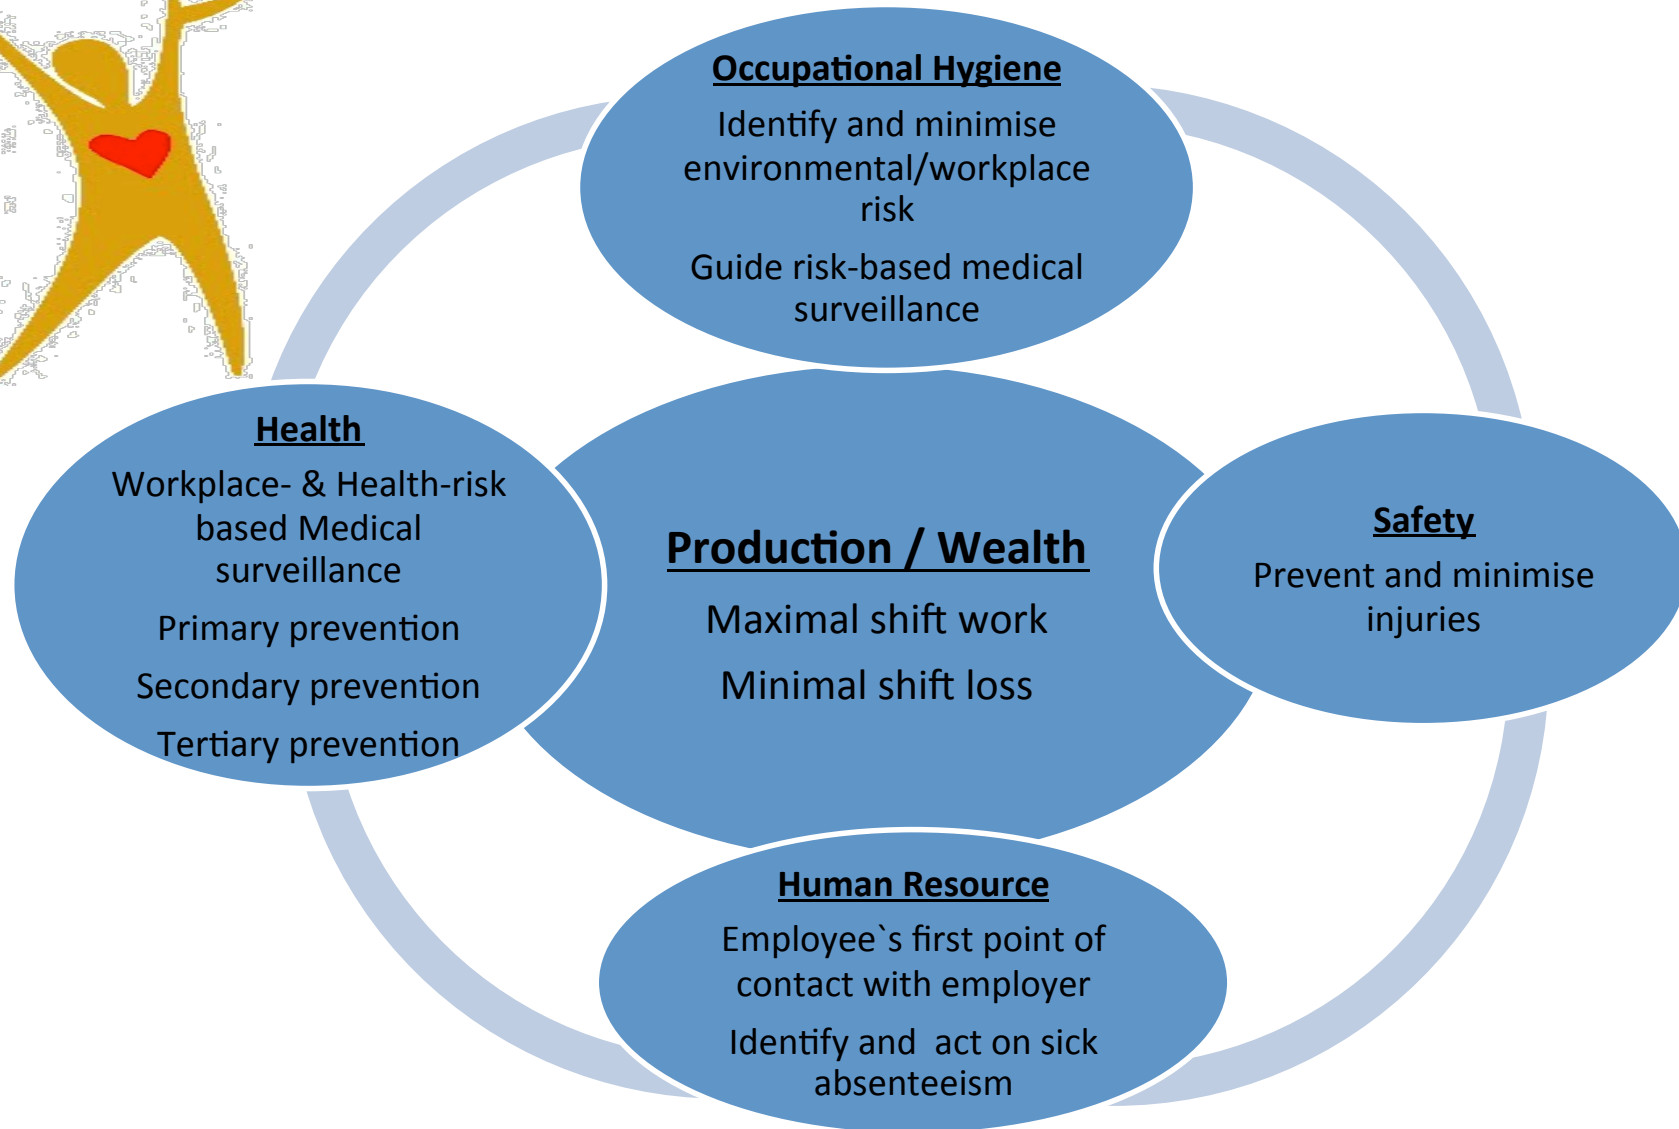 Occupational Hygiene
Identify and minimise
environmental/workplace
risk
Guide risk-based medical
surveillance
Health
Workplace- & Health-risk
based Medical
surveillance
Primary prevention
Secondary prevention
Tertiary prevention
Production / Wealth
Maximal shift work
Minimal shift loss
Safety
Prevent and minimise
injuries
Human Resource
Employee`s first point of
contact with employer
Identify and  act on sick
absenteeism